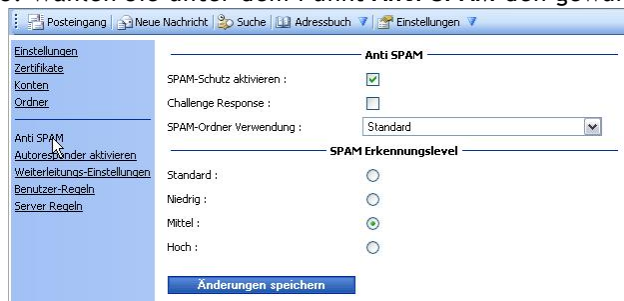 Posteingang Neue Nachricht Suche Adressbuch Einstellungen
Einstellungen
Zertifikate
Konten
Ordner
Anti SPAM
Autoresponder aktivieren
Weiterleitungs-Einstellungen
Benutzer-Regeln
Server Regeln
Anti SPAM
SPAM-Schutz aktivieren :
Challenge Response :
SPAM-Ordner Verwendung : Standard
SPAM Erkennungslevel
Standard :
Niedrig :
Mittel :
Hoch :
Änderungen speichern